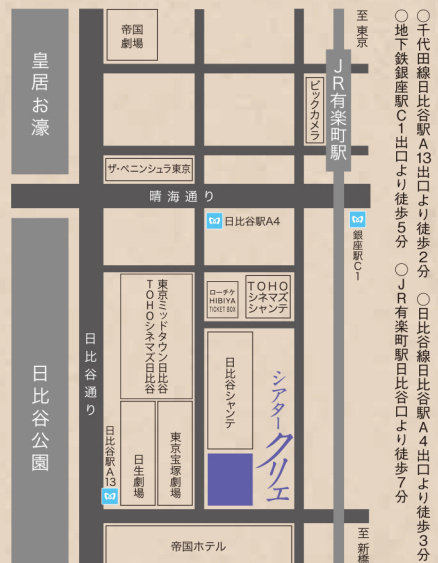 ○千代田線日比谷駅A13出口より徒歩2分 ○日比谷線日比谷駅A4出口より徒歩3分
○地下鉄銀座駅C1出口より徒歩5分 ○JR有楽町駅日比谷口より徒歩7分
至 東京
帝国
劇場
皇居お濠
JR有楽町駅
ビックカメラ
ザ・ペニンシュラ東京
晴海通り
日比谷駅A4
銀座駅C1
東京ミッドタウン日比谷
TOHOシネマズ日比谷
ローチケ
HIBIYA
TICKET BOX
TOHO
シネマズ
シャンテ
日比谷通り
日比谷シャンテ
シアタークリエ
日比谷公園
日比谷駅A13
日生劇場
東京宝塚劇場
帝国ホテル
至 新橋